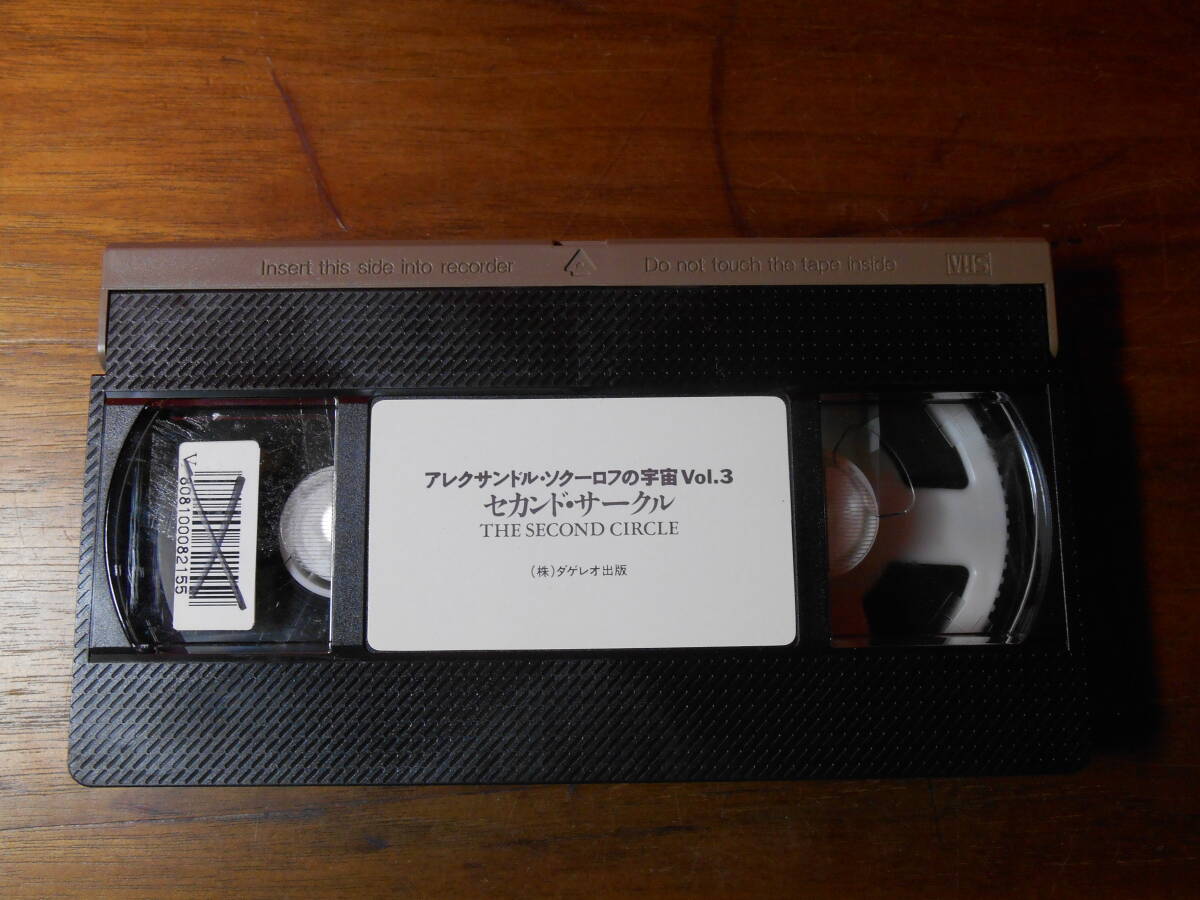 Insert this side into recorder
Do not touch the tape inside
VHS
アレクサンドル・ソクーロフの宇宙 Vol.3
セカンド・サークル
THE SECOND CIRCLE
(株)ダゲレオ出版
V 808100082155